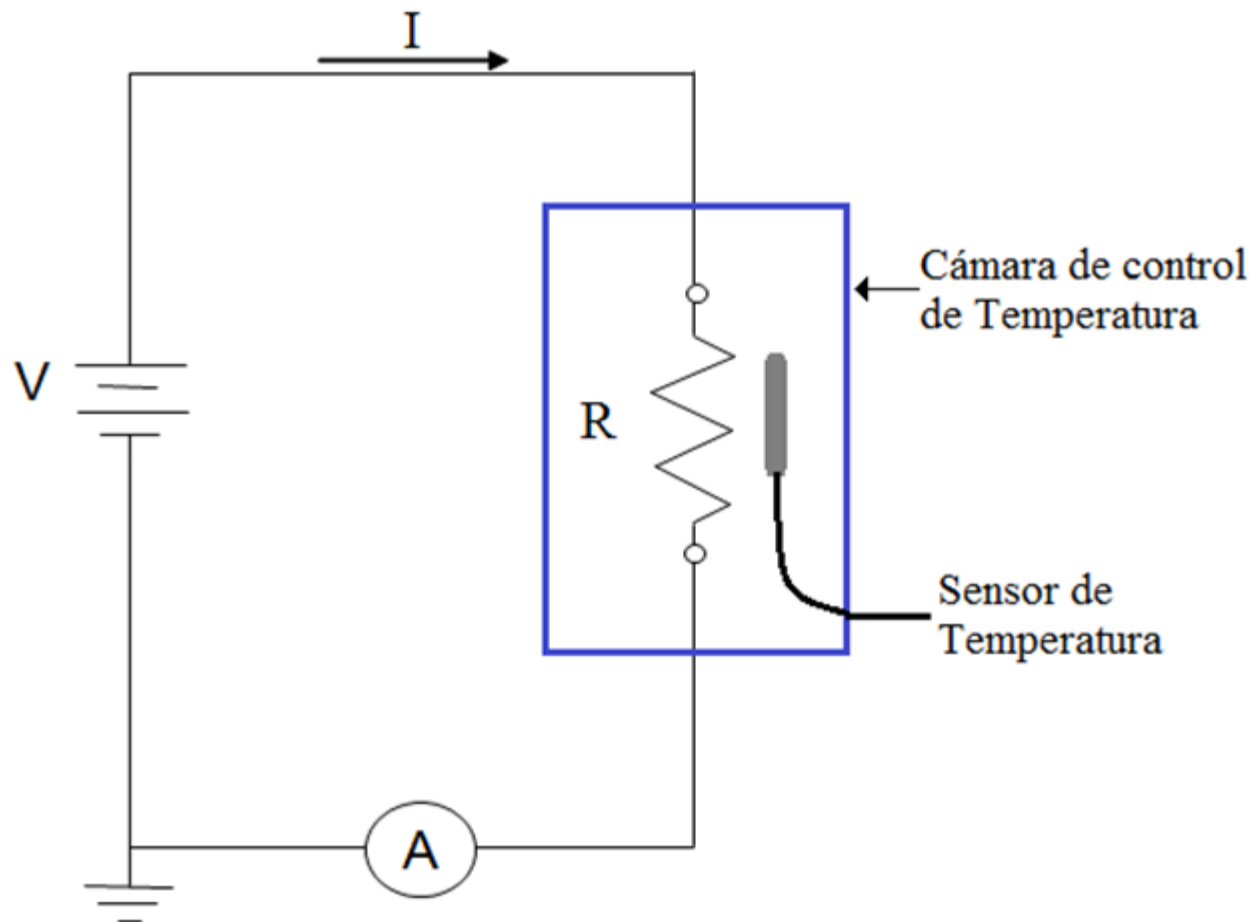 I
Cámara de control
de Temperatura
V
R
Sensor de
Temperatura
A